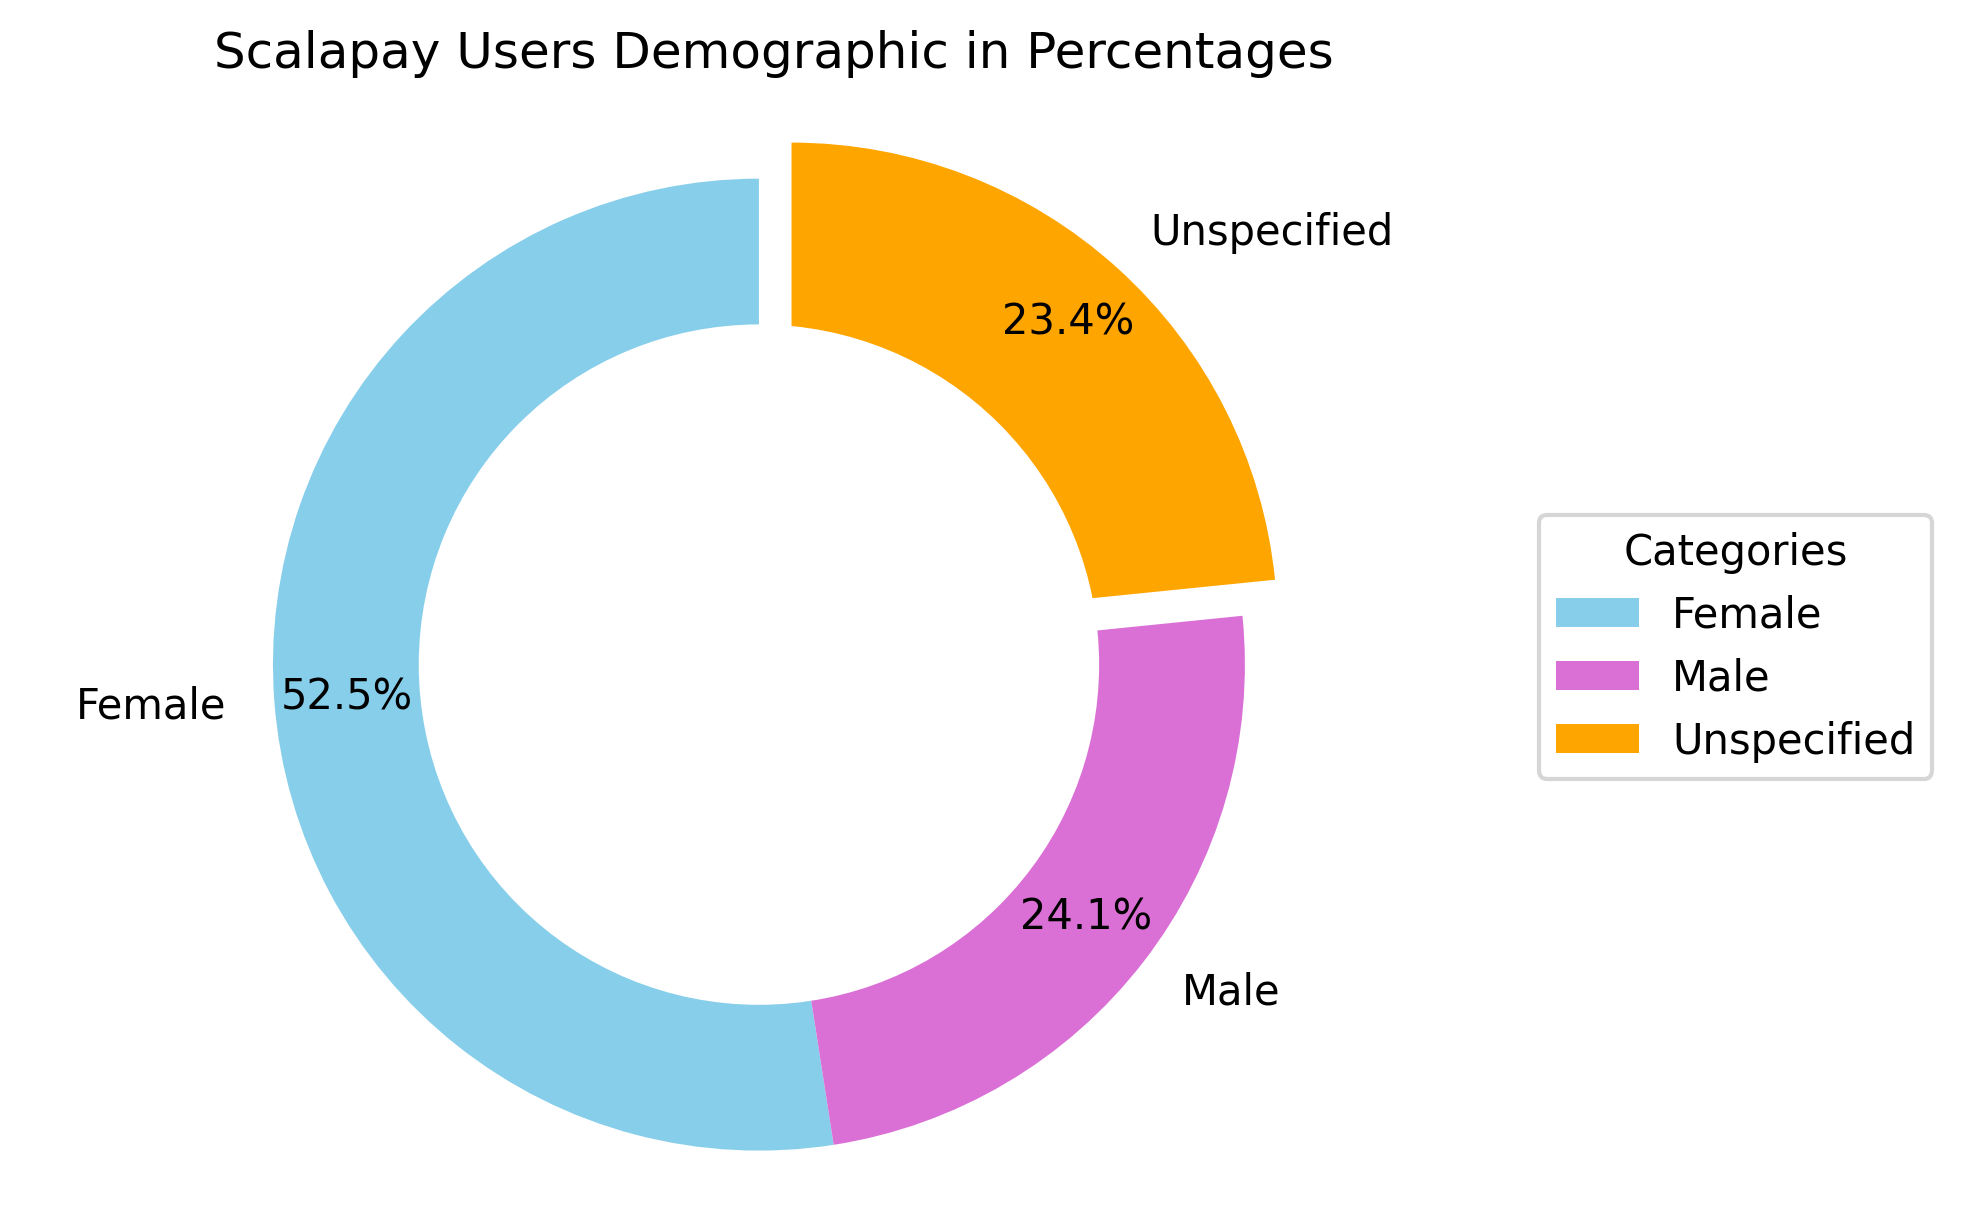 Scalapay Users Demographic in Percentages
Unspecified
23.4%
Female
52.5%
24.1%
Male
Categories
Female
Male
Unspecified